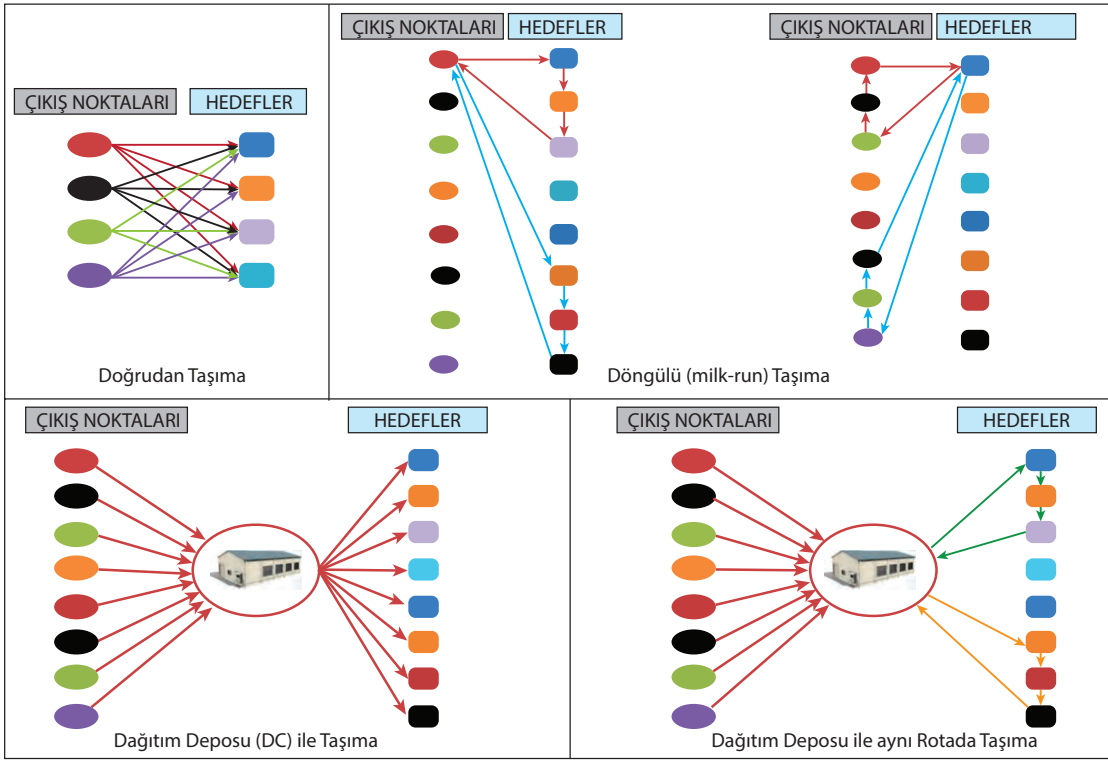 ÇIKIŞ NOKTALARI HEDEFLER
Doğrudan Taşıma
ÇIKIŞ NOKTALARI HEDEFLER
ÇIKIŞ NOKTALARI HEDEFLER
Döngülü (milk-run) Taşıma
ÇIKIŞ NOKTALARI HEDEFLER
Dağıtım Deposu (DC) ile Taşıma
ÇIKIŞ NOKTALARI HEDEFLER
Dağıtım Deposu ile aynı Rotada Taşıma